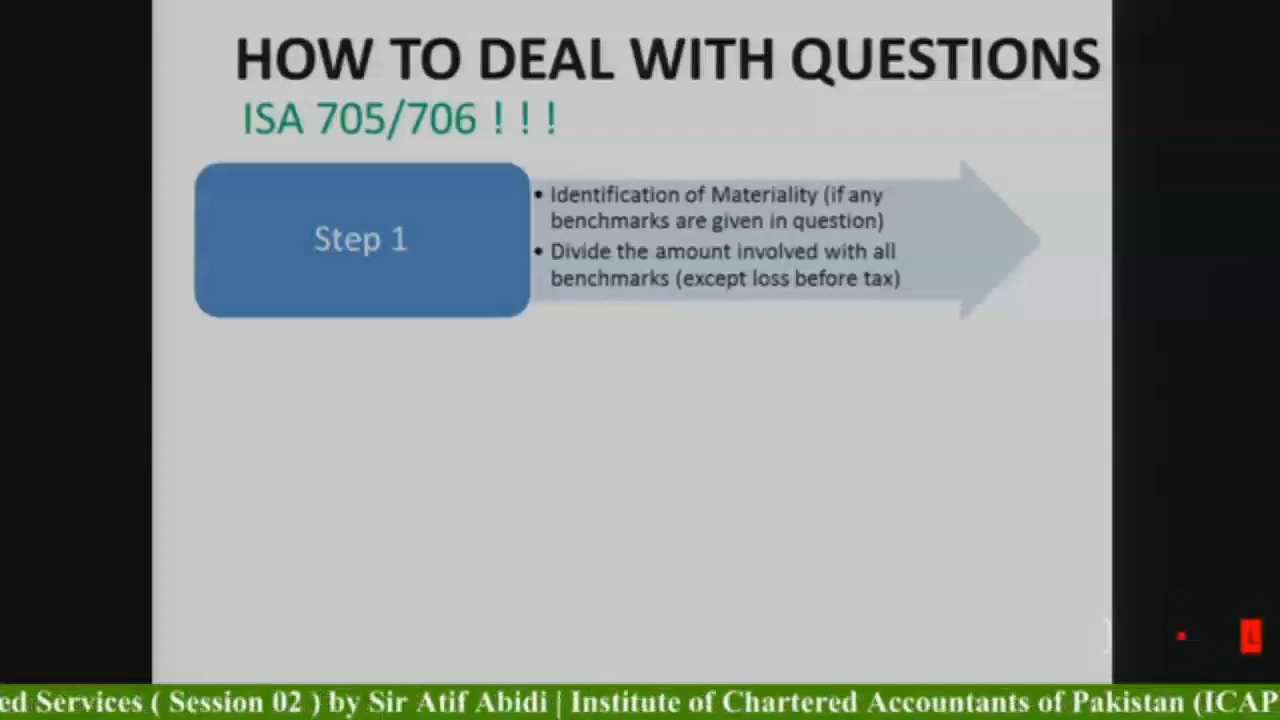 HOW TO DEAL WITH QUESTIONS
ISA 705/706 ! ! !
Step 1
• Identification of Materiality (if any
benchmarks are given in question)
• Divide the amount involved with all
benchmarks (except loss before tax)
L
ed Services ( Session 02 ) by Sir Atif Abidi | Institute of Chartered Accountants of Pakistan (ICAP